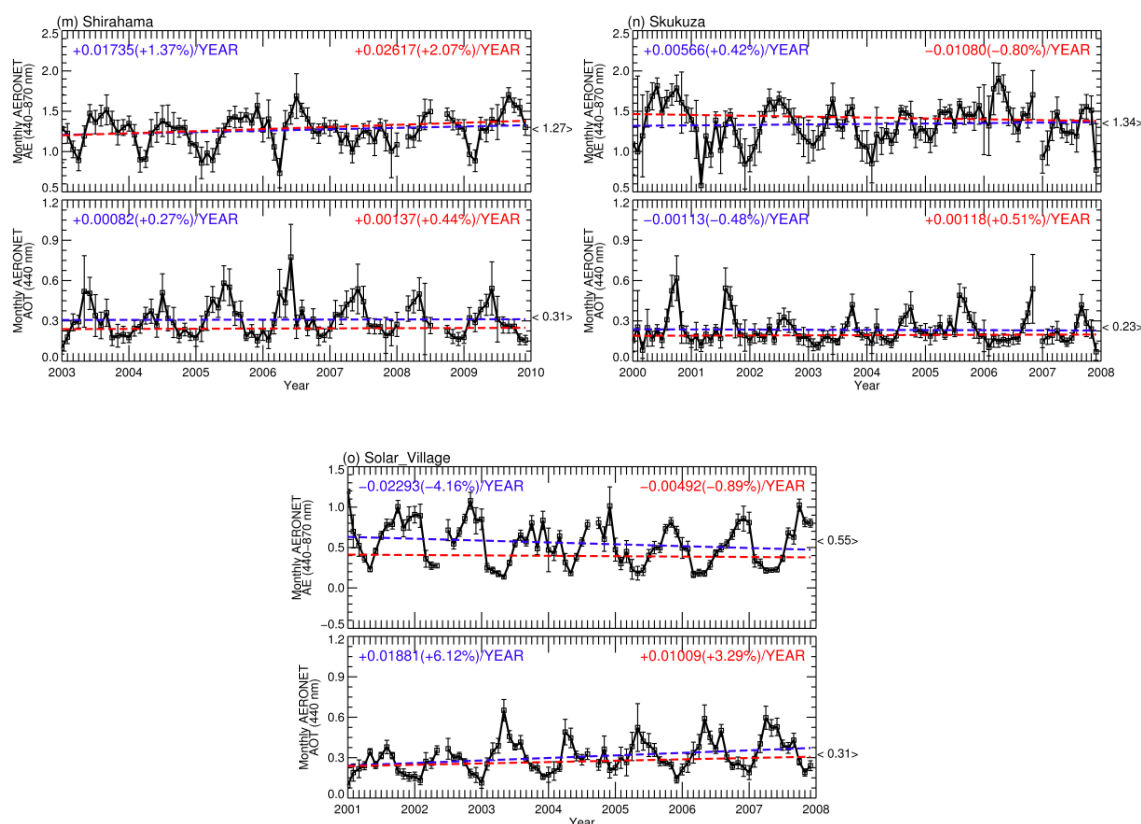 (m) Shirahama
+0.01735(+1.37%)/YEAR +0.02617(+2.07%)/YEAR
Monthly AERONET
AE (440−870 nm)
2.5
2.0
1.5
1.0
0.5
< 1.27>
+0.00082(+0.27%)/YEAR +0.00137(+0.44%)/YEAR
Monthly AERONET
AOT (440 nm)
1.2
0.9
0.6
0.3
0.0
< 0.31>
2003 2004 2005 2006 2007 2008 2009 2010
Year
(n) Skukuza
+0.00566(+0.42%)/YEAR −0.01080(−0.80%)/YEAR
Monthly AERONET
AE (440−870 nm)
2.5
2.0
1.5
1.0
0.5
< 1.34>
−0.00113(−0.48%)/YEAR +0.00118(+0.51%)/YEAR
Monthly AERONET
AOT (440 nm)
1.2
0.9
0.6
0.3
0.0
< 0.23>
2000 2001 2002 2003 2004 2005 2006 2007 2008
Year
(o) Solar_Village
−0.02293(−4.16%)/YEAR −0.00492(−0.89%)/YEAR
Monthly AERONET
AE (440−870 nm)
1.5
1.0
0.5
0.0
−0.5
< 0.55>
+0.01881(+6.12%)/YEAR +0.01009(+3.29%)/YEAR
Monthly AERONET
AOT (440 nm)
1.2
0.9
0.6
0.3
0.0
< 0.31>
2001 2002 2003 2004 2005 2006 2007 2008
Year